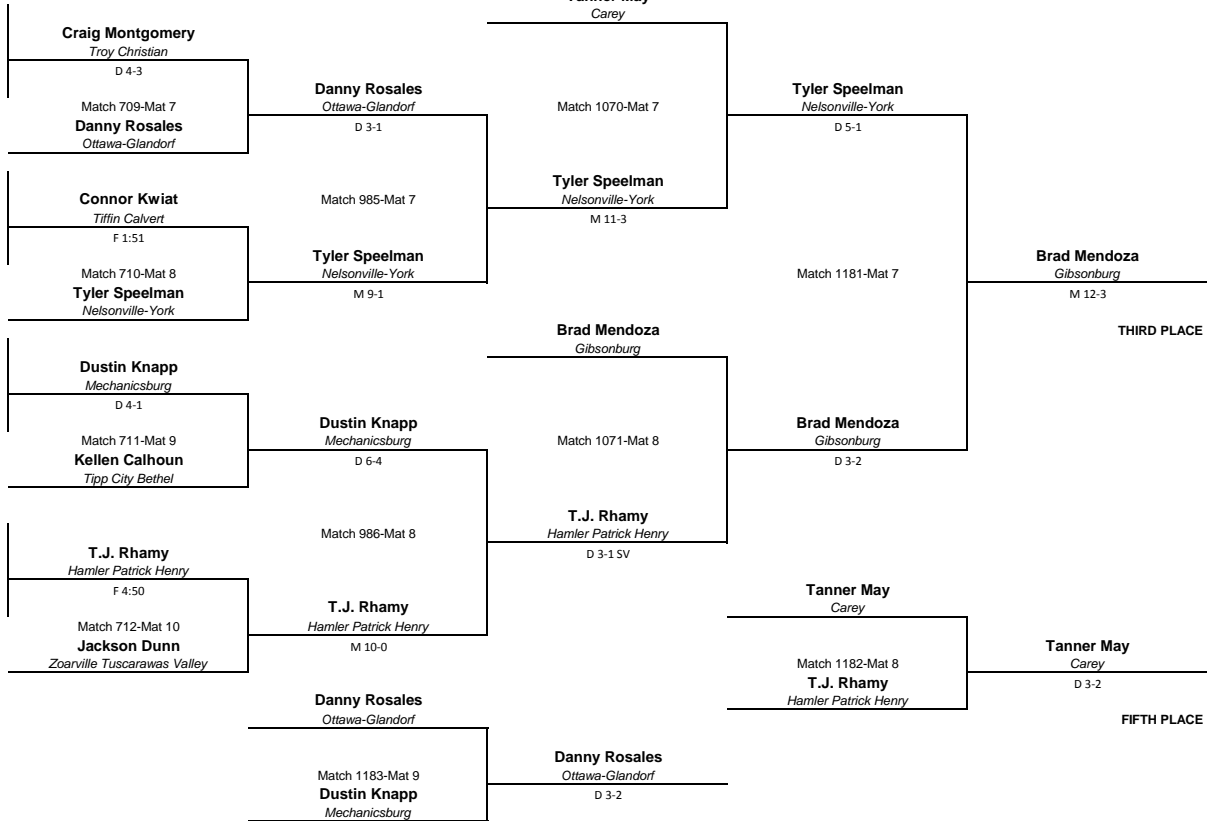 Tanner May
Carey
Craig Montgomery
Troy Christian
D 4-3
Match 709-Mat 7
Danny Rosales
Ottawa-Glandorf
Danny Rosales
Ottawa-Glandorf
D 3-1
Match 1070-Mat 7
Tyler Speelman
Nelsonville-York
D 5-1
Connor Kwiat
Tiffin Calvert
F 1:51
Match 985-Mat 7
Tyler Speelman
Nelsonville-York
M 11-3
Match 710-Mat 8
Tyler Speelman
Nelsonville-York
Tyler Speelman
Nelsonville-York
M 9-1
Match 1181-Mat 7
Brad Mendoza
Gibsonburg
M 12-3
THIRD PLACE
Brad Mendoza
Gibsonburg
Dustin Knapp
Mechanicsburg
D 4-1
Match 711-Mat 9
Kellen Calhoun
Tipp City Bethel
Dustin Knapp
Mechanicsburg
D 6-4
Match 1071-Mat 8
Brad Mendoza
Gibsonburg
D 3-2
T.J. Rhamy
Hamler Patrick Henry
F 4:50
Match 986-Mat 8
T.J. Rhamy
Hamler Patrick Henry
D 3-1 SV
Match 712-Mat 10
Jackson Dunn
Zoarville Tuscarawas Valley
T.J. Rhamy
Hamler Patrick Henry
M 10-0
Tanner May
Carey
Match 1182-Mat 8
T.J. Rhamy
Hamler Patrick Henry
Tanner May
Carey
D 3-2
FIFTH PLACE
Danny Rosales
Ottawa-Glandorf
Match 1183-Mat 9
Dustin Knapp
Mechanicsburg
Danny Rosales
Ottawa-Glandorf
D 3-2